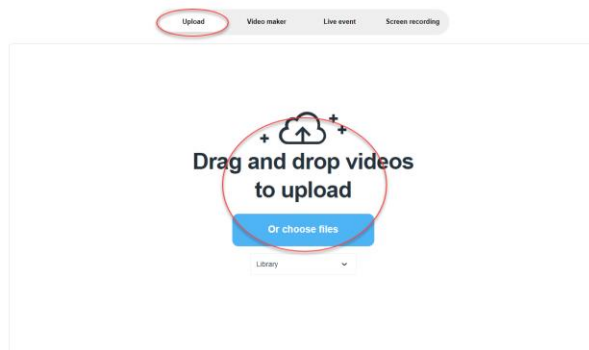 Upload Video maker Live event Screen recording
Drag and drop videos
to upload
Or choose files
Library